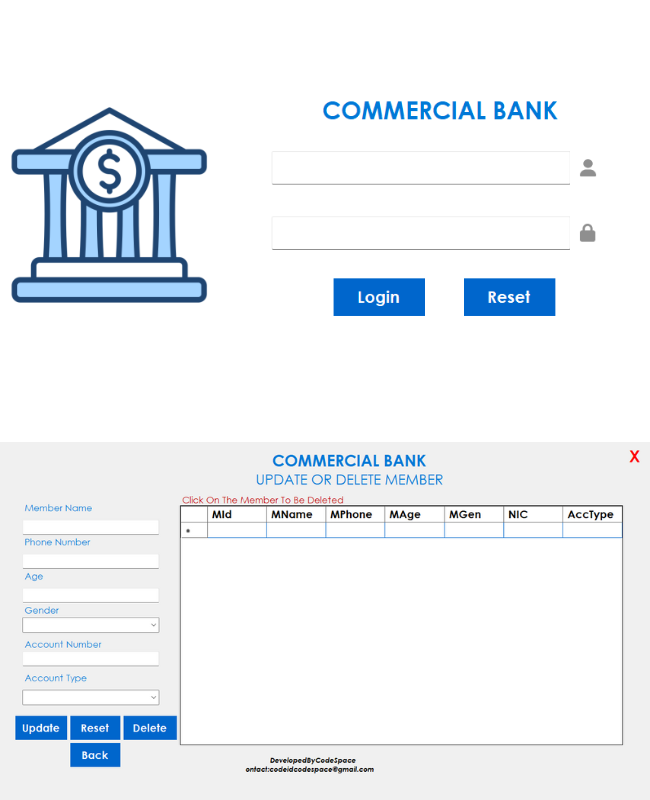 COMMERCIAL BANK
$
Login Reset
COMMERCIAL BANK
X
UPDATE OR DELETE MEMBER
Click On The Member To Be Deleted
Member Name
Phone Number
Age
Gender
Account Number
Account Type
MId MName MPhone MAge MGen NIC AccType
*
Update Reset Delete
Back
DevelopedByCodeSpace
ontact:codeidcodespace@gmail.com